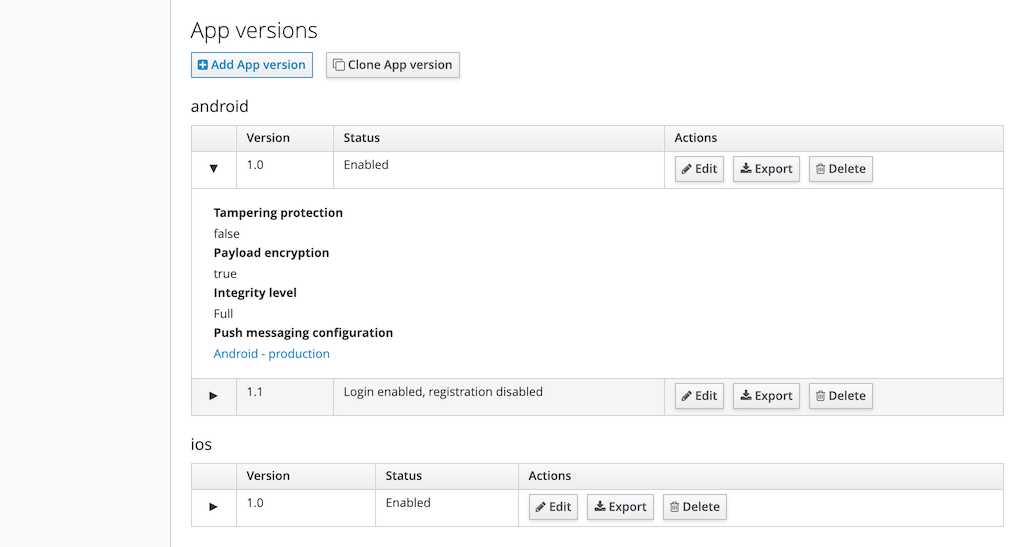 App versions
Add App version Clone App version
android
Version Status Actions
1.0 Enabled Edit Export Delete
Tampering protection
false
Payload encryption
true
Integrity level
Full
Push messaging configuration
Android - production
1.1 Login enabled, registration disabled Edit Export Delete
ios
Version Status Actions
1.0 Enabled Edit Export Delete